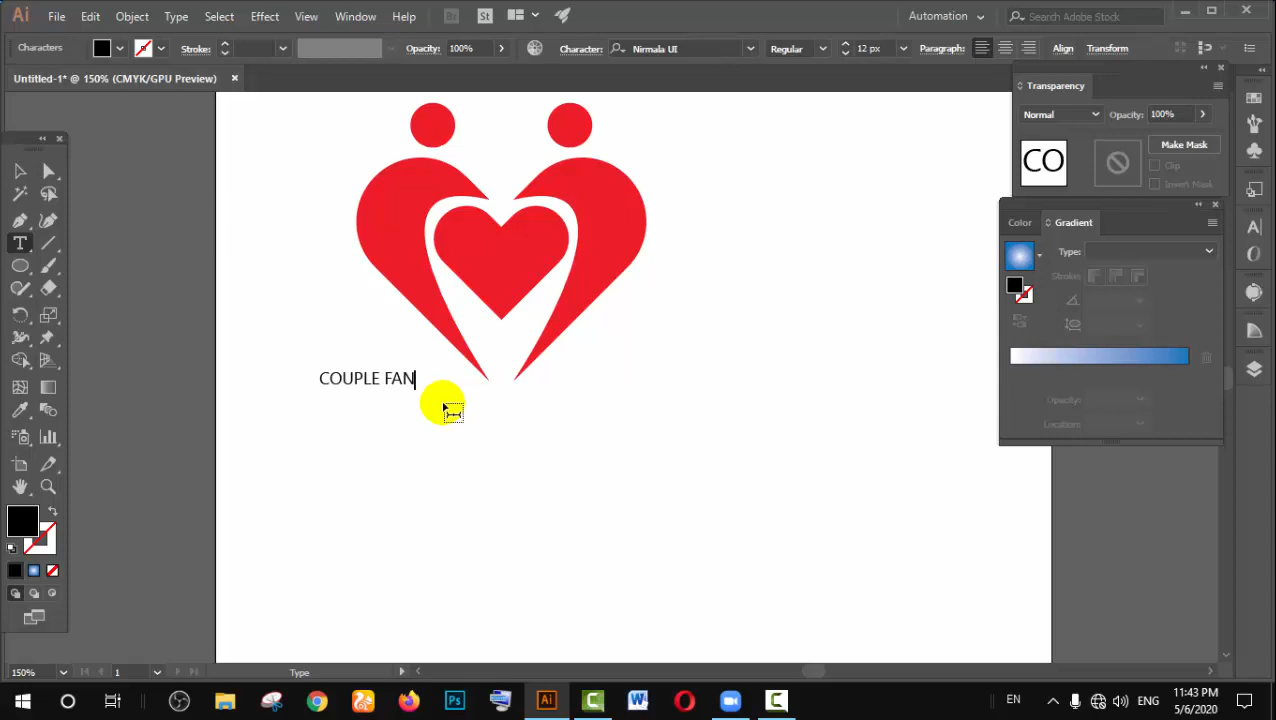 Ai File Edit Object Type Select Effect View Window Help Br St Automation Search Adobe Stock
Characters Stroke: Opacity: 100% Character: Nirmala UI Regular 12 px Paragraph: Align Transform
Untitled-1* @ 150% (CMYK/GPU Preview)
Transparency
Normal Opacity: 100%
CO
Make Mask
Clip
Invert Mask
Color Gradient
Type:
Stroke:
Opacity:
Location:
COUPLE FAN
150% 1 Type
EN ENG
11:43 PM
5/6/2020